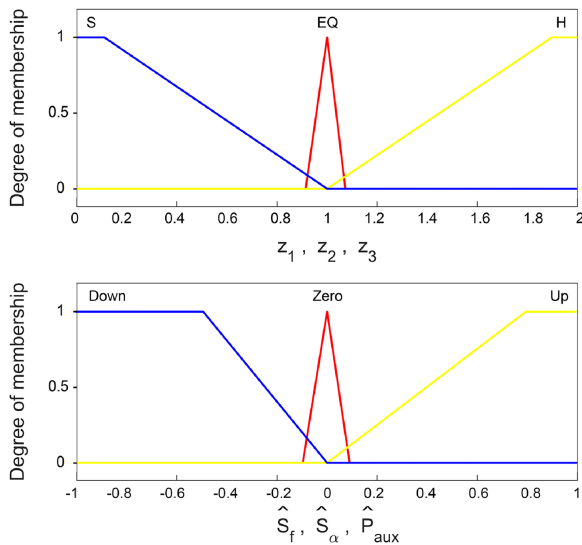 S EQ H
Degree of membership
1
0.5
0
0 0.2 0.4 0.6 0.8 1 1.2 1.4 1.6 1.8 2
z1 , z2 , z3
Down Zero Up
Degree of membership
1
0.5
0
-1 -0.8 -0.6 -0.4 -0.2 0 0.2 0.4 0.6 0.8 1
Ŝf , Ŝα , P̂aux